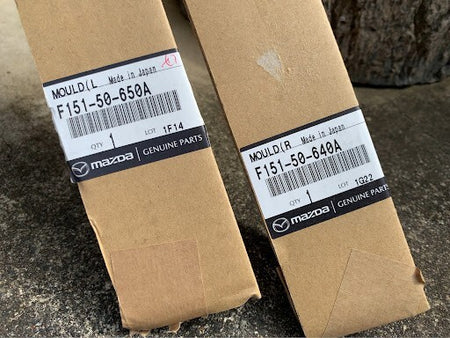 MOULD(L Made in Japan
F151-50-650A
QTY 1 LOT 1F14
mazda GENUINE PARTS
MOULD(R Made in Japan
F151-50-640A
QTY 1 LOT 1G22
mazda GENUINE PARTS